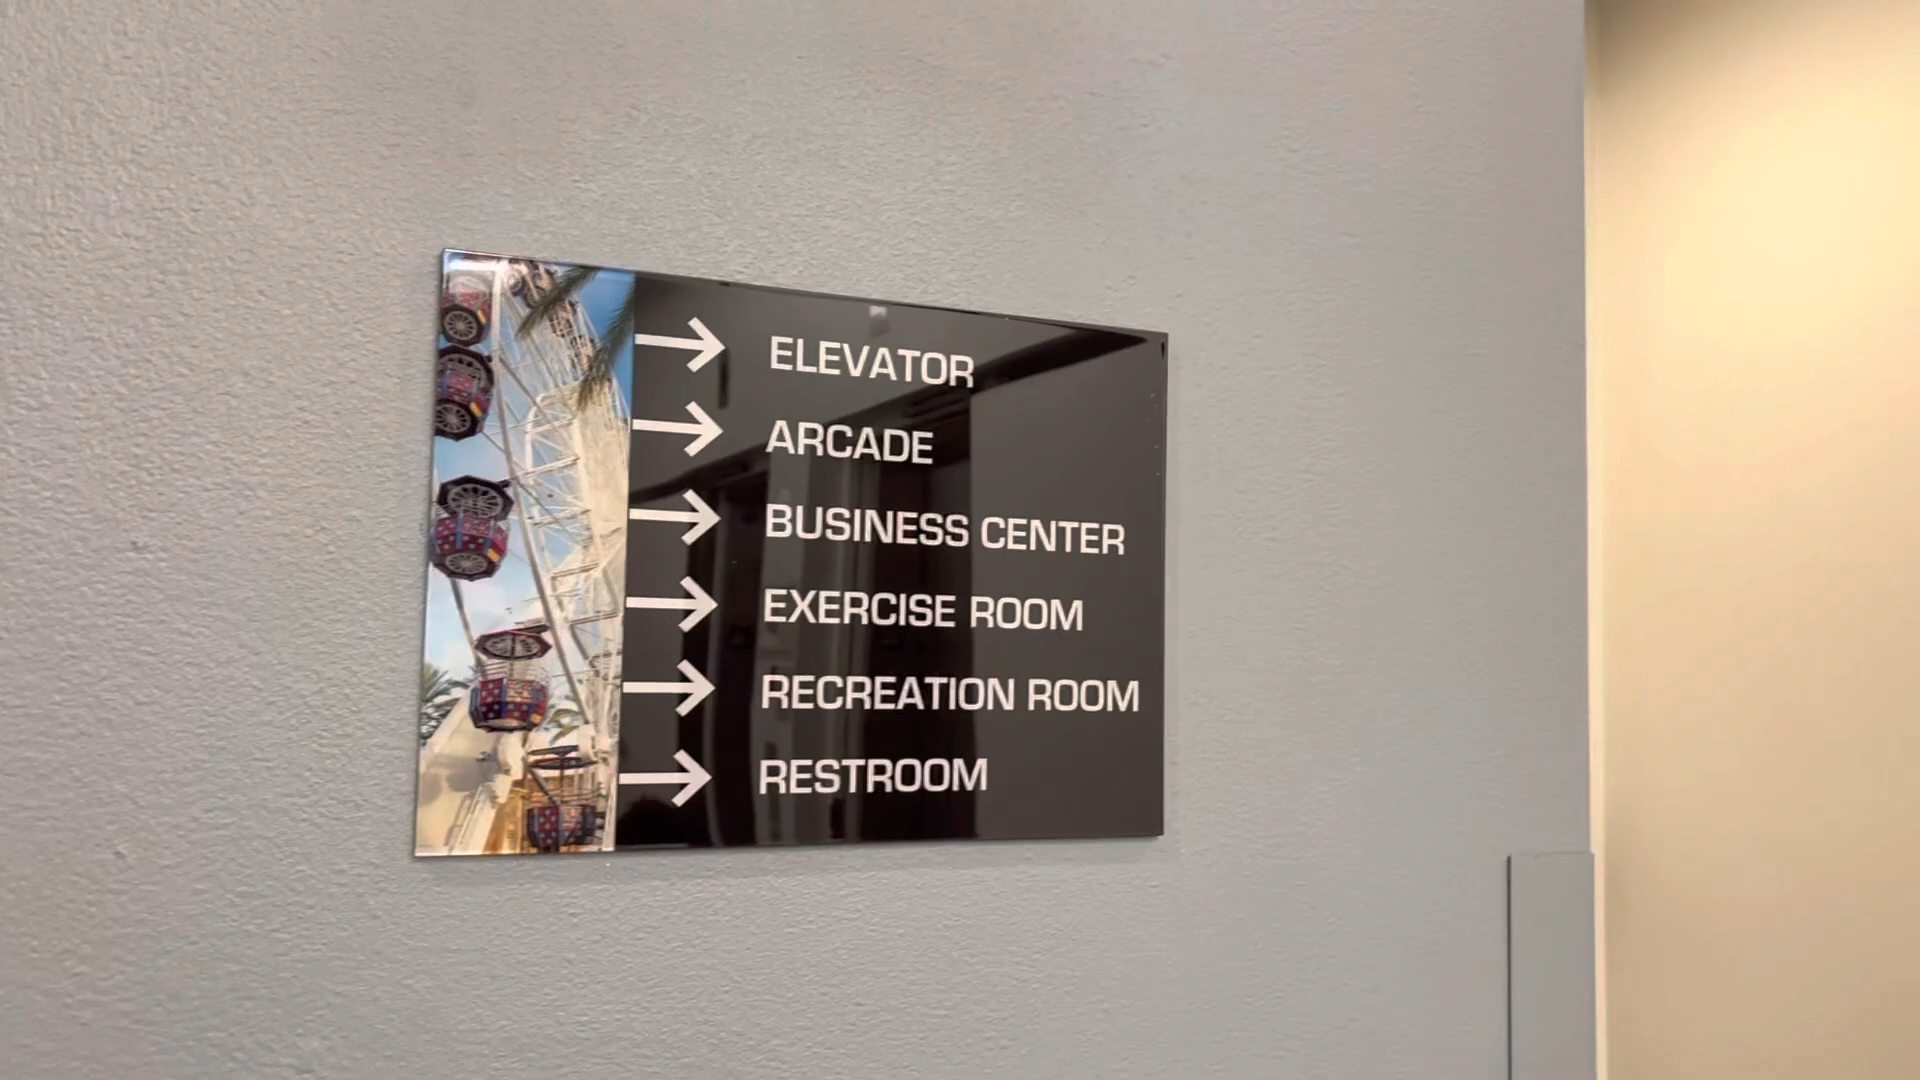 ELEVATOR
ARCADE
BUSINESS CENTER
EXERCISE ROOM
RECREATION ROOM
RESTROOM